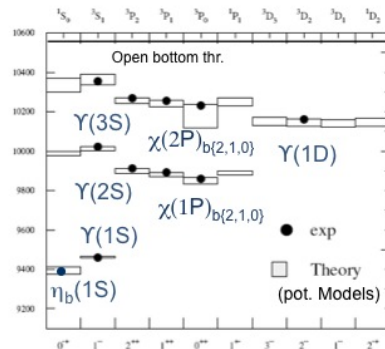 ¹S₀ ³S₁ ³P₂ ³P₁ ³P₀ ¹P₁ ³D₃ ³D₂ ³D₁ ¹D₂
10600
Open bottom thr.
10400
ϒ(3S)
χ(2P)b{2,1,0}
10200
ϒ(1D)
10000
ϒ(2S)
χ(1P)b{2,1,0}
9800
ϒ(1S)
exp
9600
Theory
9400
(pot. Models)
ηb(1S)
9200
0⁻⁺ 1⁻⁻ 2⁺⁺ 1⁺⁺ 0⁺⁺ 1⁺⁻ 3⁻⁻ 2⁻⁻ 1⁻⁻ 2⁻⁺